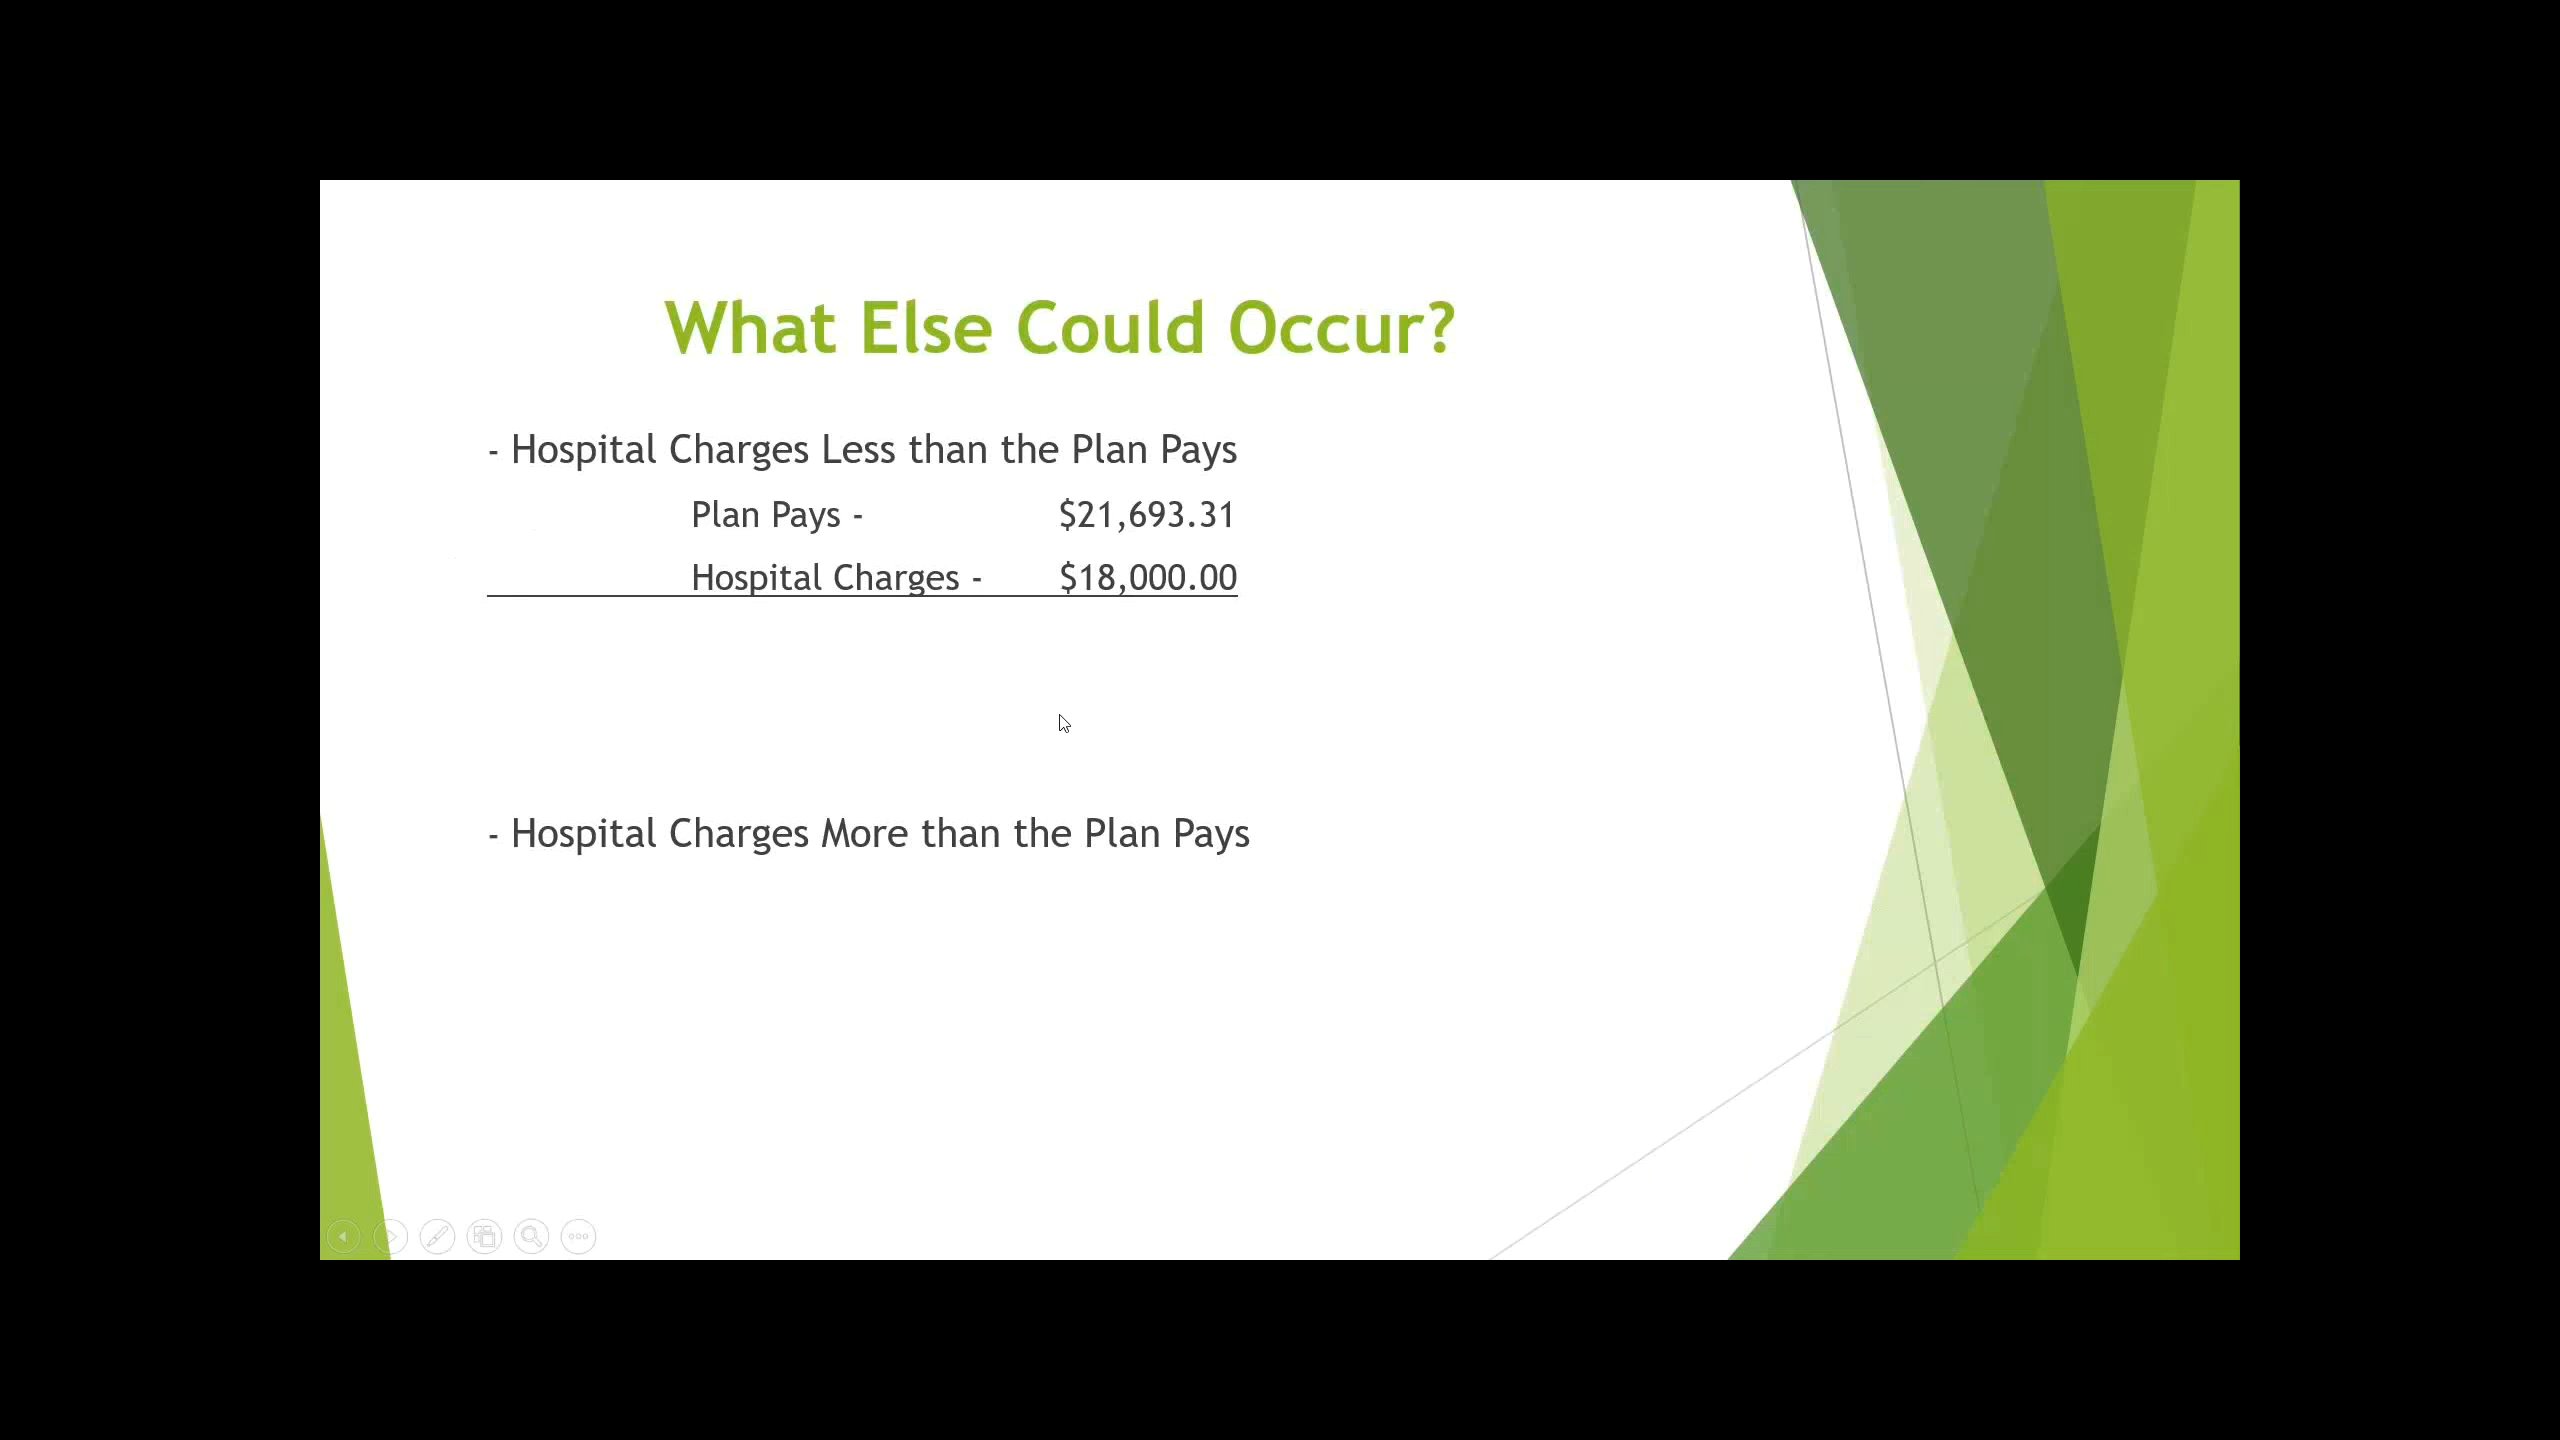 What Else Could Occur?
- Hospital Charges Less than the Plan Pays
Plan Pays - $21,693.31
Hospital Charges - $18,000.00
- Hospital Charges More than the Plan Pays